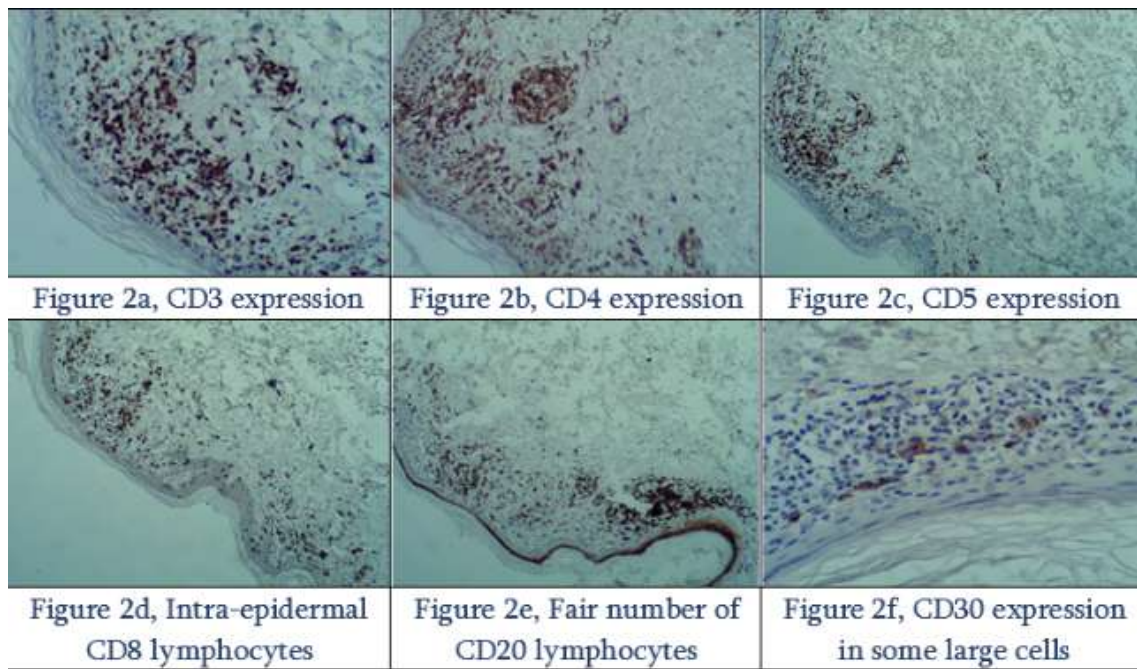 Figure 2a, CD3 expression
Figure 2b, CD4 expression
Figure 2c, CD5 expression
Figure 2d, Intra-epidermal
CD8 lymphocytes
Figure 2e, Fair number of
CD20 lymphocytes
Figure 2f, CD30 expression
in some large cells